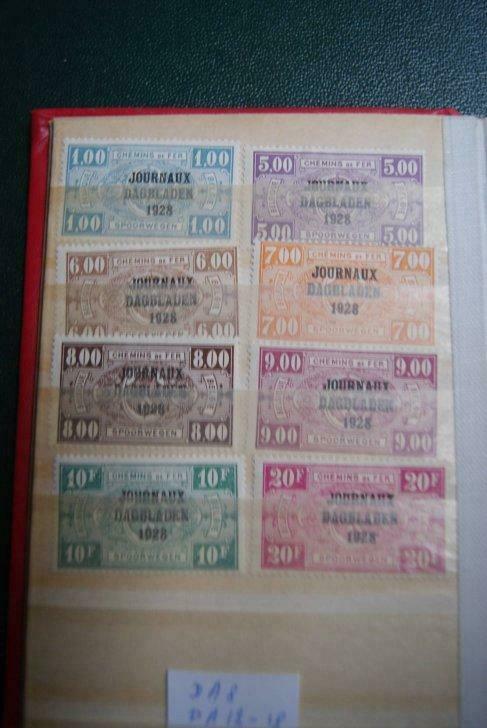 1.00 CHEMINS DE FER 1.00
JOURNAUX
DAGBLADEN
1928
1.00 SPOORWEGEN 1.00
5.00 CHEMINS DE FER 5.00
JOURNAUX
DAGBLADEN
1928
5.00 SPOORWEGEN 5.00
6.00 CHEMINS DE FER 6.00
JOURNAUX
DAGBLADEN
1928
6.00 6.00
7.00 CHEMINS DE FER 7.00
JOURNAUX
DAGBLADEN
1928
7.00 SPOORWEGEN 7.00
8.00 CHEMINS DE FER 8.00
JOURNAUX
1928
8.00 SPOORWEGEN 8.00
9.00 CHEMINS DE FER 9.00
JOURNAUX
DAGBLADEN
1928
9.00 SPOORWEGEN 9.00
10F CHEMINS DE FER 10F
JOURNAUX
DAGBLADEN
1928
10F SPOORWEGEN 10F
20F CHEMINS DE FER 20F
JOURNAUX
DAGBLADEN
1928
20F SPOORWEGEN 20F
DA8
DA12-18